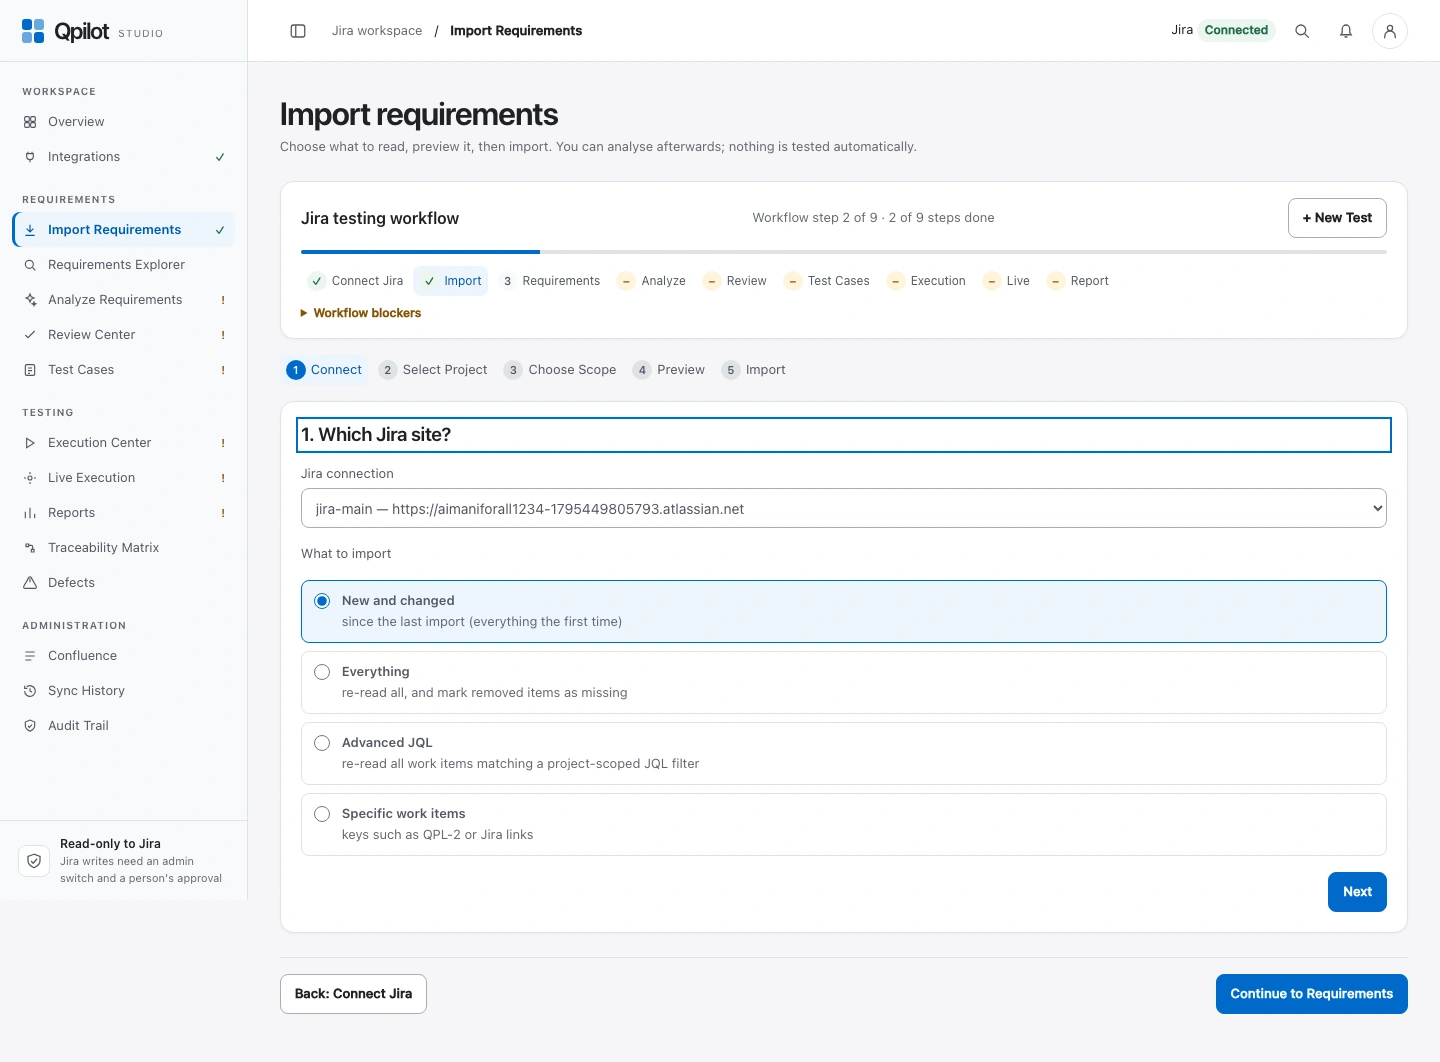 Qpilot STUDIO
Jira workspace / Import Requirements
Jira Connected
WORKSPACE
Overview
Integrations
REQUIREMENTS
Import Requirements
Requirements Explorer
Analyze Requirements !
Review Center !
Test Cases !
TESTING
Execution Center !
Live Execution !
Reports !
Traceability Matrix
Defects
ADMINISTRATION
Confluence
Sync History
Audit Trail
Read-only to Jira
Jira writes need an admin
switch and a person's approval
Import requirements
Choose what to read, preview it, then import. You can analyse afterwards; nothing is tested automatically.
Jira testing workflow
Workflow step 2 of 9 · 2 of 9 steps done
+ New Test
Connect Jira Import 3 Requirements – Analyze – Review – Test Cases – Execution – Live – Report
Workflow blockers
1 Connect 2 Select Project 3 Choose Scope 4 Preview 5 Import
1. Which Jira site?
Jira connection
jira-main — https://aimaniforall1234-1795449805793.atlassian.net
What to import
New and changed
since the last import (everything the first time)
Everything
re-read all, and mark removed items as missing
Advanced JQL
re-read all work items matching a project-scoped JQL filter
Specific work items
keys such as QPL-2 or Jira links
Next
Back: Connect Jira
Continue to Requirements